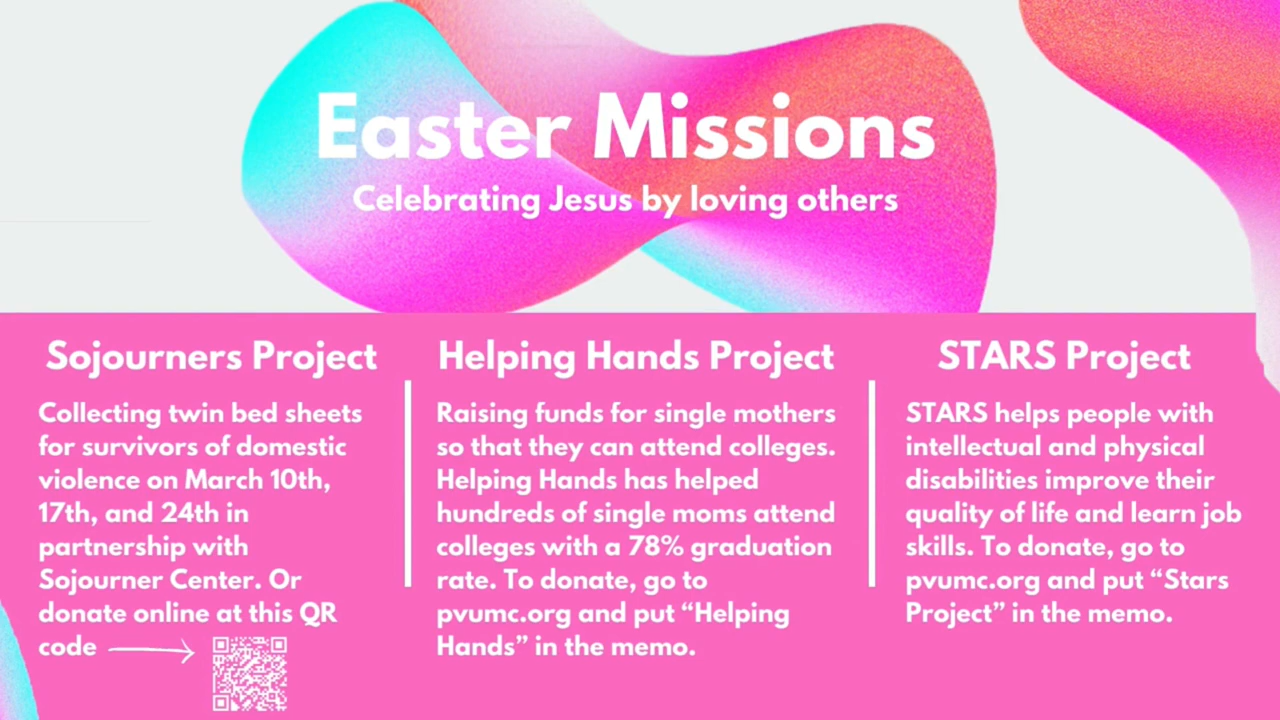 Easter Missions
Celebrating Jesus by loving others
Sojourners Project
Collecting twin bed sheets
for survivors of domestic
violence on March 10th,
17th, and 24th in
partnership with
Sojourner Center. Or
donate online at this QR
code
Helping Hands Project
Raising funds for single mothers
so that they can attend colleges.
Helping Hands has helped
hundreds of single moms attend
colleges with a 78% graduation
rate. To donate, go to
pvumc.org and put “Helping
Hands” in the memo.
STARS Project
STARS helps people with
intellectual and physical
disabilities improve their
quality of life and learn job
skills. To donate, go to
pvumc.org and put “Stars
Project” in the memo.